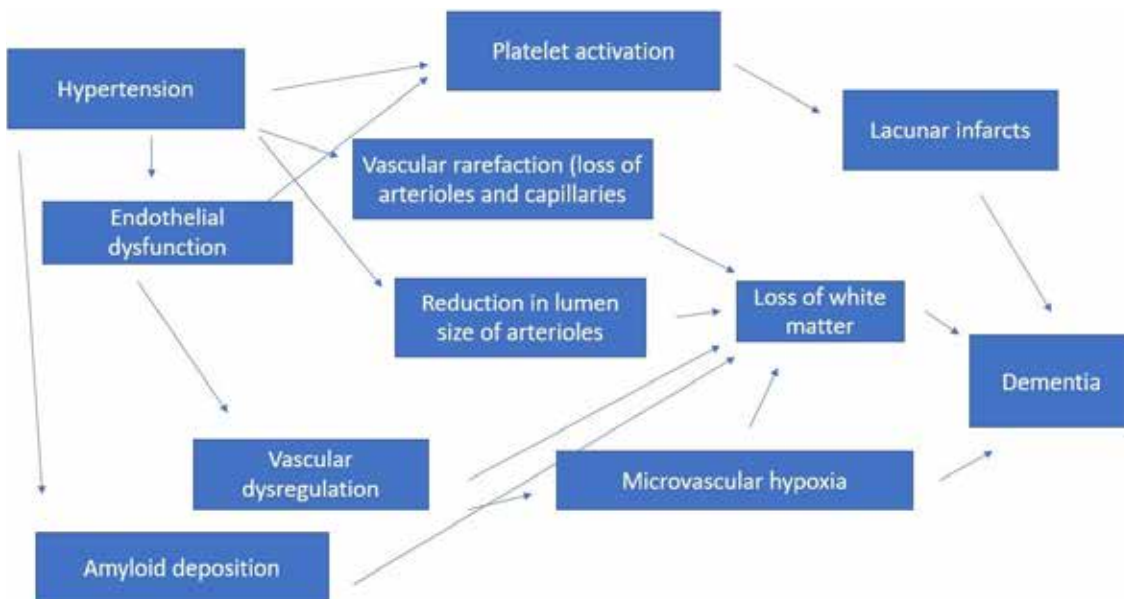 Hypertension
Platelet activation
Lacunar infarcts
Vascular rarefaction (loss of
arterioles and capillaries
Endothelial
dysfunction
Reduction in lumen
size of arterioles
Loss of white
matter
Dementia
Vascular
dysregulation
Microvascular hypoxia
Amyloid deposition